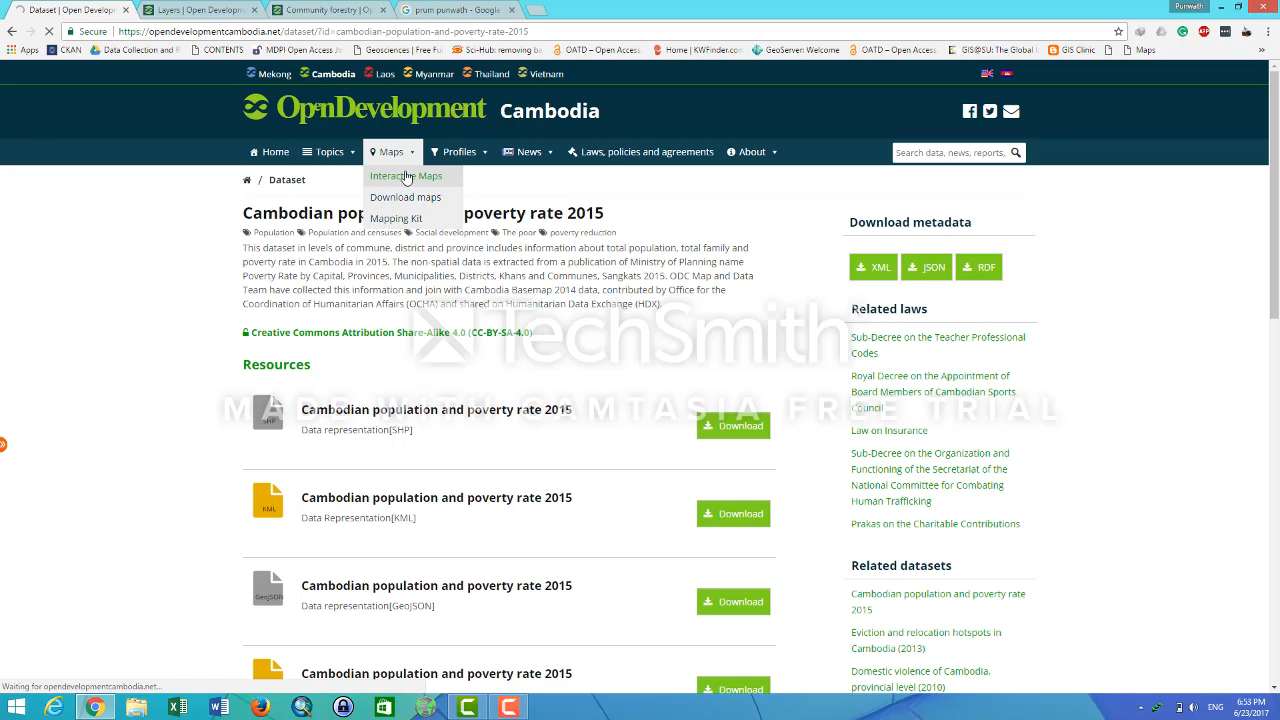 Dataset | Open Develop
Layers | Open Developm
Community forestry | Op
prum punwath - Google
Punwath
Secure
https://opendevelopmentcambodia.net/dataset/?id=cambodian-population-and-poverty-rate-2015
Apps
CKAN
Data Collection and R
CONTENTS
Project Journal
Geosciences | Free Fu
Sci-Hub: removing ba
OATD – Open Access
Home | KWFinder.com
GeoServer: Welcome
OATD – Open Access
GIS@SU: The Global L
GIS Clinic
Maps
Mekong
Cambodia
Laos
Myanmar
Thailand
Vietnam
OpenDevelopment Cambodia
Home
Topics
Maps
Profiles
News
Laws, policies and agreements
About
Search data, news, reports,
Interactive Maps
Download maps
Mapping Kit
/ Dataset
Cambodian pop poverty rate 2015
Population
Population and censuses
Social development
The poor
poverty reduction
This dataset in levels of commune, district and province includes information about total population, total family and
poverty rate in Cambodia in 2015. The non-spatial data is extracted from a publication of Ministry of Planning name
Poverty Rate by Capital, Provinces, Municipalities, Districts, Khans and Communes, Sangkats 2015. ODC Map and Data
Team have collected this information and join with Cambodia Basemap 2014 data, contributed by Office for the
Coordination of Humanitarian Affairs (OCHA) and shared on Humanitarian Data Exchange (HDX).
Creative Commons Attribution Share-Alike 4.0 (CC-BY-SA-4.0)
Resources
SHP
Cambodian population and poverty rate 2015
Data representation[SHP]
Download
KML
Cambodian population and poverty rate 2015
Data Representation[KML]
Download
GeoJSON
Cambodian population and poverty rate 2015
Data representation[GeoJSON]
Download
Cambodian population and poverty rate 2015
Download
Download metadata
XML
JSON
RDF
Related laws
Sub-Decree on the Teacher Professional
Codes
Royal Decree on the Appointment of
Board Members of Cambodian Sports
Council
Law on Insurance
Sub-Decree on the Organization and
Functioning of the Secretariat of the
National Committee for Combating
Human Trafficking
Prakas on the Charitable Contributions
Related datasets
Cambodian population and poverty rate
2015
Eviction and relocation hotspots in
Cambodia (2013)
Domestic violence of Cambodia,
provincial level (2010)
TechSmith
MADE WITH CAMTASIA FREE TRIAL
Waiting for opendevelopmentcambodia.net...
ENG
6:53 PM
6/23/2017